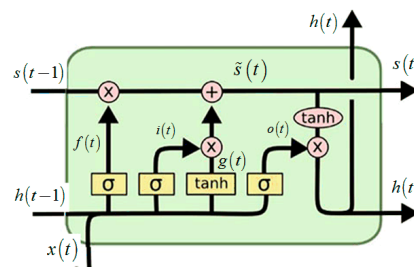 h(t)
s(t−1)
s̃(t)
s(t)
x
+
tanh
f(t)
i(t)
o(t)
x
g(t)
x
σ
σ
tanh
σ
h(t−1)
h(t)
x(t)